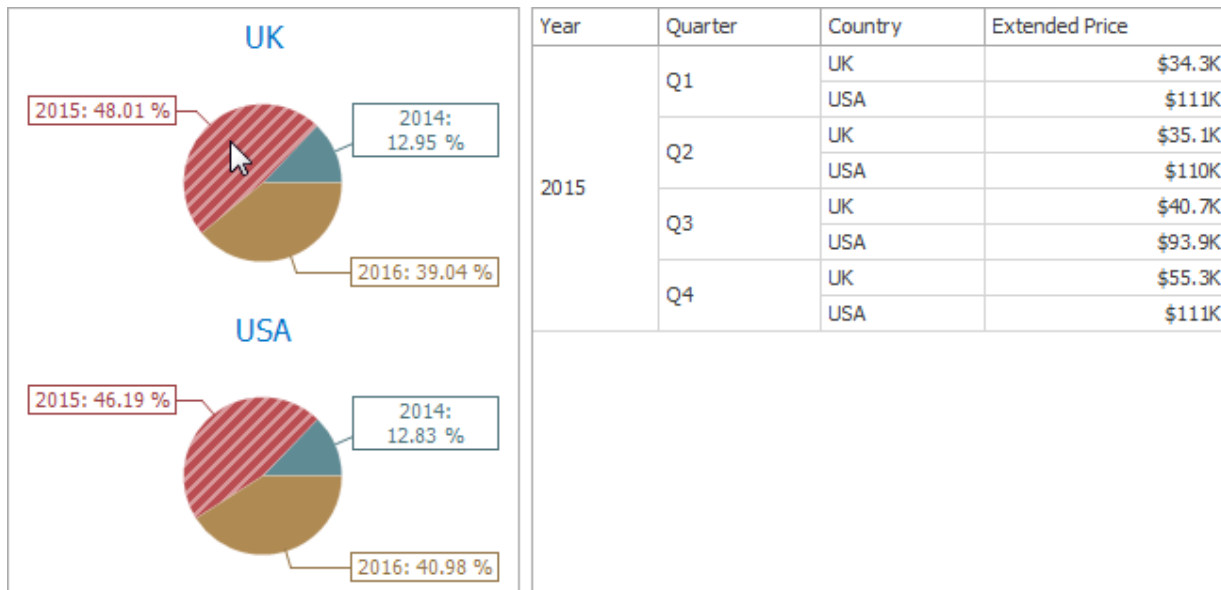 UK
2015: 48.01 %
2014:
12.95 %
2016: 39.04 %
USA
2015: 46.19 %
2014:
12.83 %
2016: 40.98 %
Year Quarter Country Extended Price
2015
Q1
UK $34.3K
USA $111K
Q2
UK $35.1K
USA $110K
Q3
UK $40.7K
USA $93.9K
Q4
UK $55.3K
USA $111K